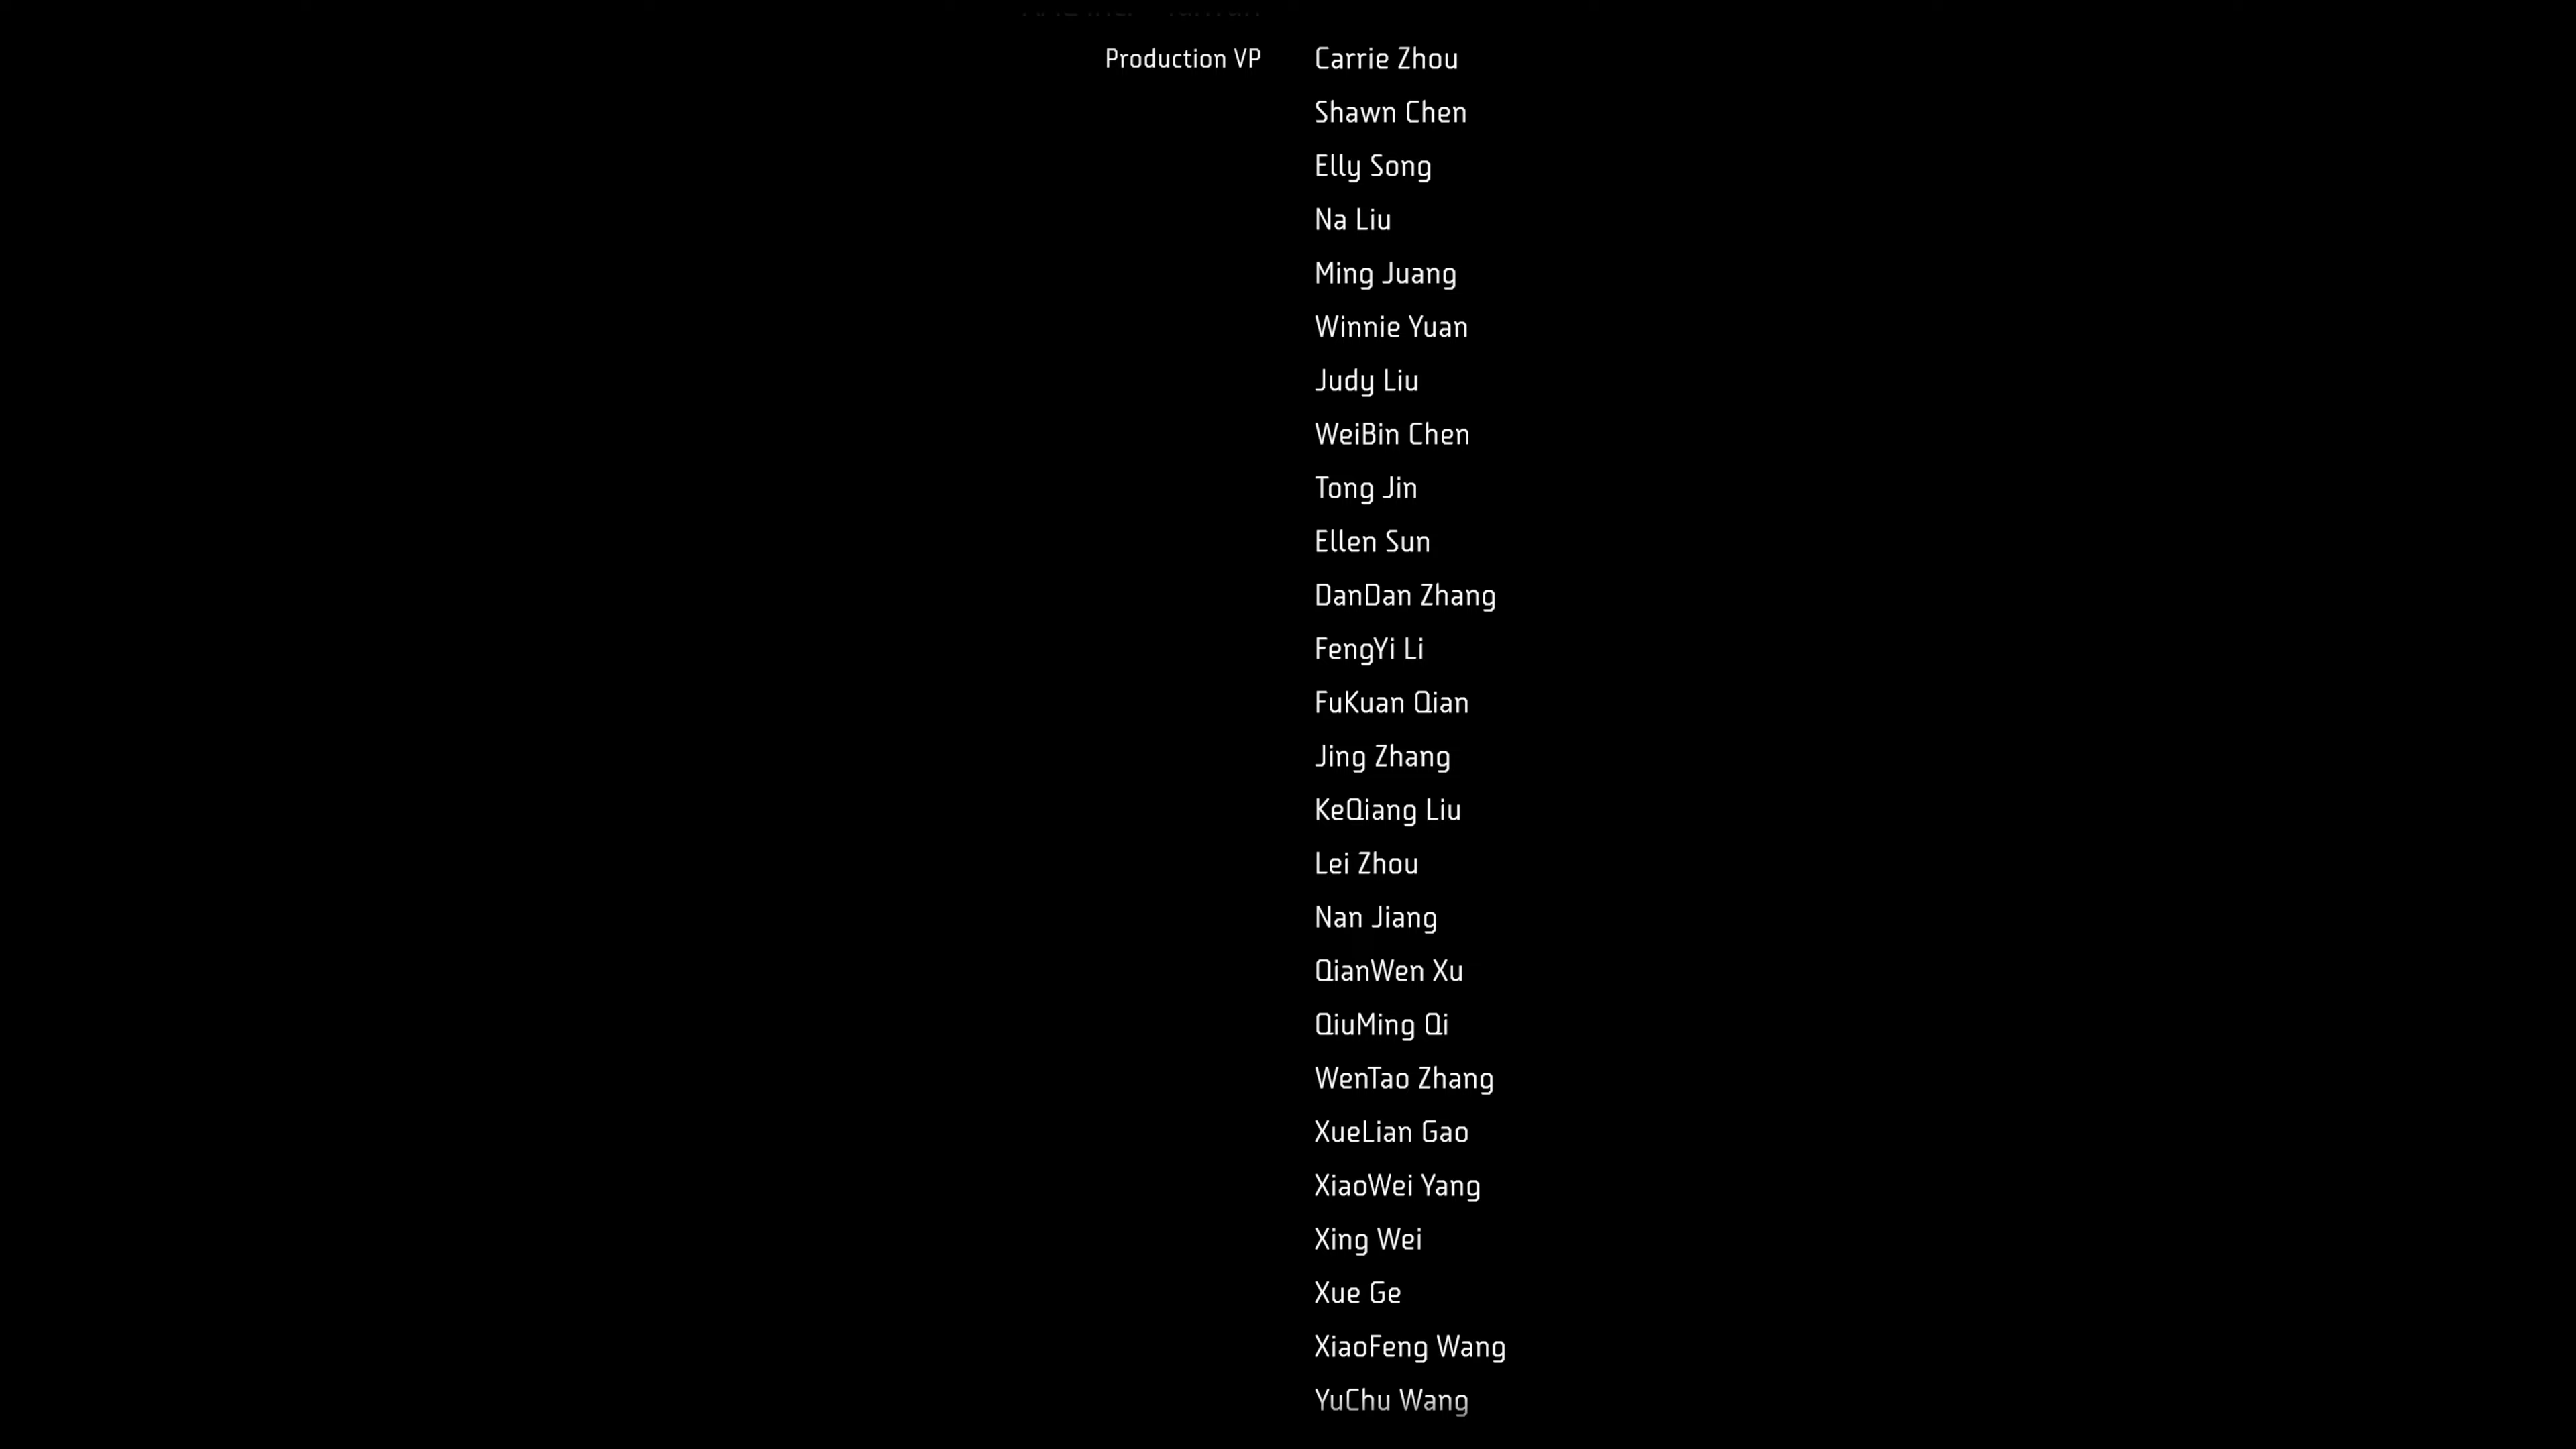 Production VP Carrie Zhou
Shawn Chen
Elly Song
Na Liu
Ming Juang
Winnie Yuan
Judy Liu
WeiBin Chen
Tong Jin
Ellen Sun
DanDan Zhang
FengYi Li
FuKuan Qian
Jing Zhang
KeQiang Liu
Lei Zhou
Nan Jiang
QianWen Xu
QiuMing Qi
WenTao Zhang
XueLian Gao
XiaoWei Yang
Xing Wei
Xue Ge
XiaoFeng Wang
YuChu Wang